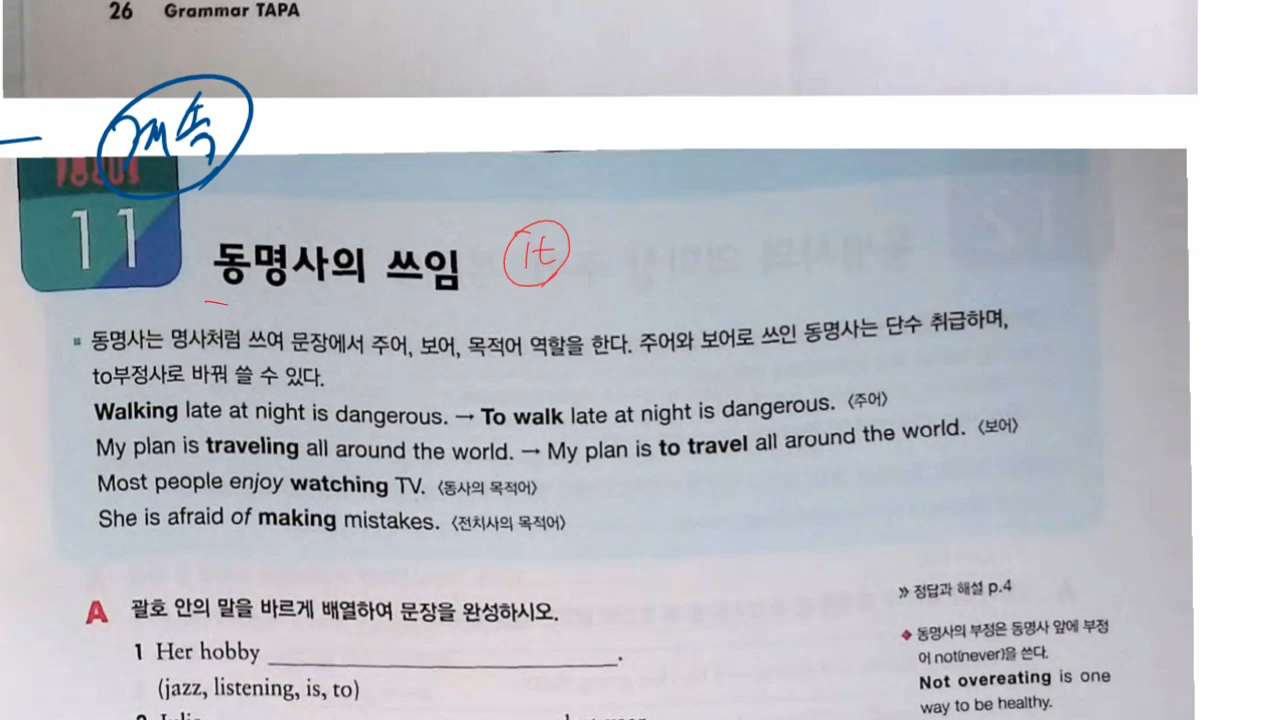 26 Grammar TAPA
계속
FOCUS
11
동명사의 쓰임
it
동명사는 명사처럼 쓰여 문장에서 주어, 보어, 목적어 역할을 한다. 주어와 보어로 쓰인 동명사는 단수 취급하며,
to부정사로 바꿔 쓸 수 있다.
Walking late at night is dangerous. → To walk late at night is dangerous. 〈주어〉
My plan is traveling all around the world. → My plan is to travel all around the world. 〈보어〉
Most people enjoy watching TV. 〈동사의 목적어〉
She is afraid of making mistakes. 〈전치사의 목적어〉
A 괄호 안의 말을 바르게 배열하여 문장을 완성하시오.
1 Her hobby ____________________.
(jazz, listening, is, to)
» 정답과 해설 p.4
동명사의 부정은 동명사 앞에 부정
어 not(never)을 쓴다.
Not overeating is one
way to be healthy.